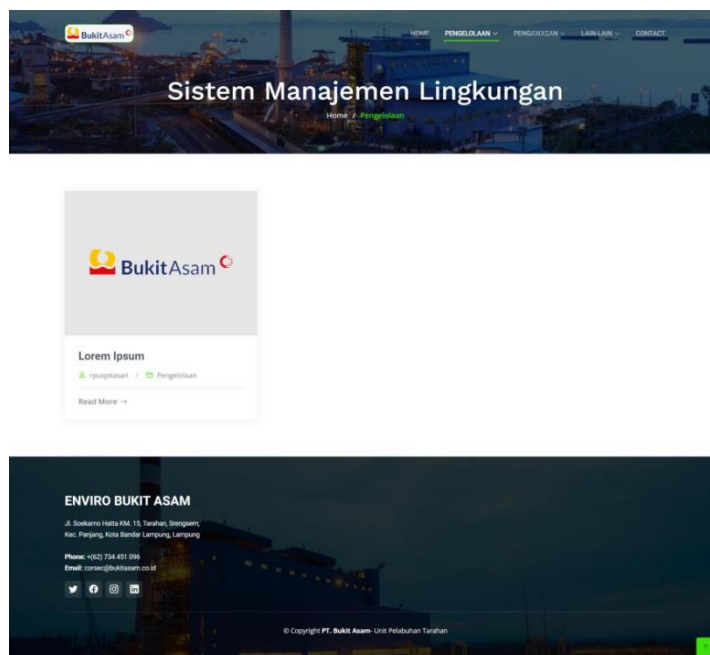 BukitAsam
HOME PENGELOLAAN PENGAWASAN LAIN-LAIN CONTACT
Sistem Manajemen Lingkungan
Home / Pengelolaan
BukitAsam
Lorem Ipsum
rpuspitasari / Pengelolaan
Read More →
ENVIRO BUKIT ASAM
Jl. Soekarno Hatta KM. 15, Tarahan, Srengsem,
Kec. Panjang, Kota Bandar Lampung, Lampung
Phone: +(62) 734 451 096
Email: corsec@bukitasam.co.id
© Copyright PT. Bukit Asam- Unit Pelabuhan Tarahan